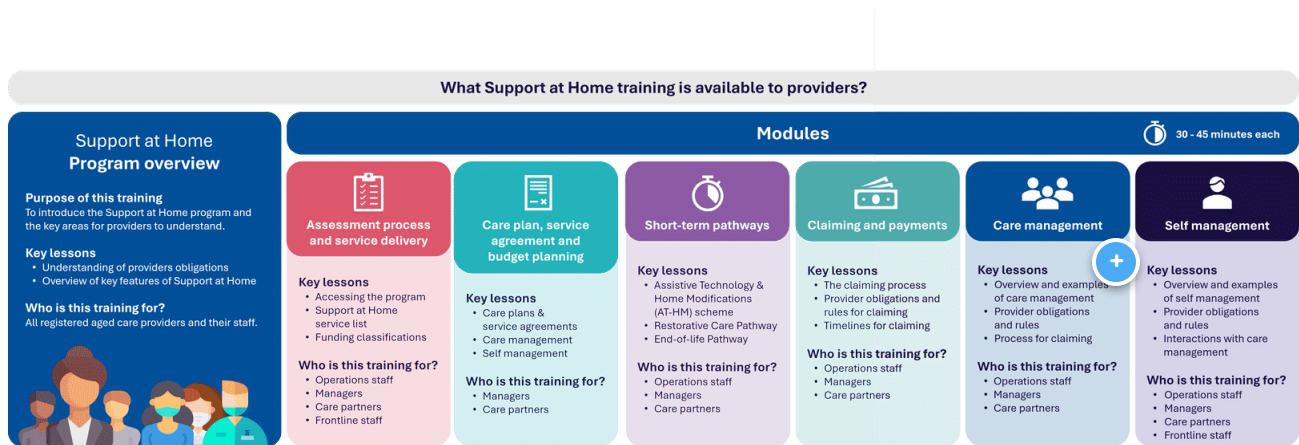 What Support at Home training is available to providers?
Support at Home
Program overview
Purpose of this training
To introduce the Support at Home program and
the key areas for providers to understand.
Key lessons
• Understanding of providers obligations
• Overview of key features of Support at Home
Who is this training for?
All registered aged care providers and their staff.
Modules
30 - 45 minutes each
Assessment process
and service delivery
Key lessons
• Accessing the program
• Support at Home
service list
• Funding classifications
Who is this training for?
• Operations staff
• Managers
• Care partners
• Frontline staff
Care plan, service
agreement and
budget planning
Key lessons
• Care plans &
service agreements
• Care management
• Self management
Who is this training for?
• Managers
• Care partners
Short-term pathways
Key lessons
• Assistive Technology &
Home Modifications
(AT-HM) scheme
• Restorative Care Pathway
• End-of-life Pathway
Who is this training for?
• Operations staff
• Managers
• Care partners
Claiming and payments
Key lessons
• The claiming process
• Provider obligations and
rules for claiming
• Timelines for claiming
Who is this training for?
• Operations staff
• Managers
• Care partners
Care management
Key lessons
• Overview and examples
of care management
• Provider obligations
and rules
• Process for claiming
Who is this training for?
• Operations staff
• Managers
• Care partners
Self management
Key lessons
• Overview and examples
of self management
• Provider obligations
and rules
• Interactions with care
management
Who is this training for?
• Operations staff
• Managers
• Care partners
• Frontline staff